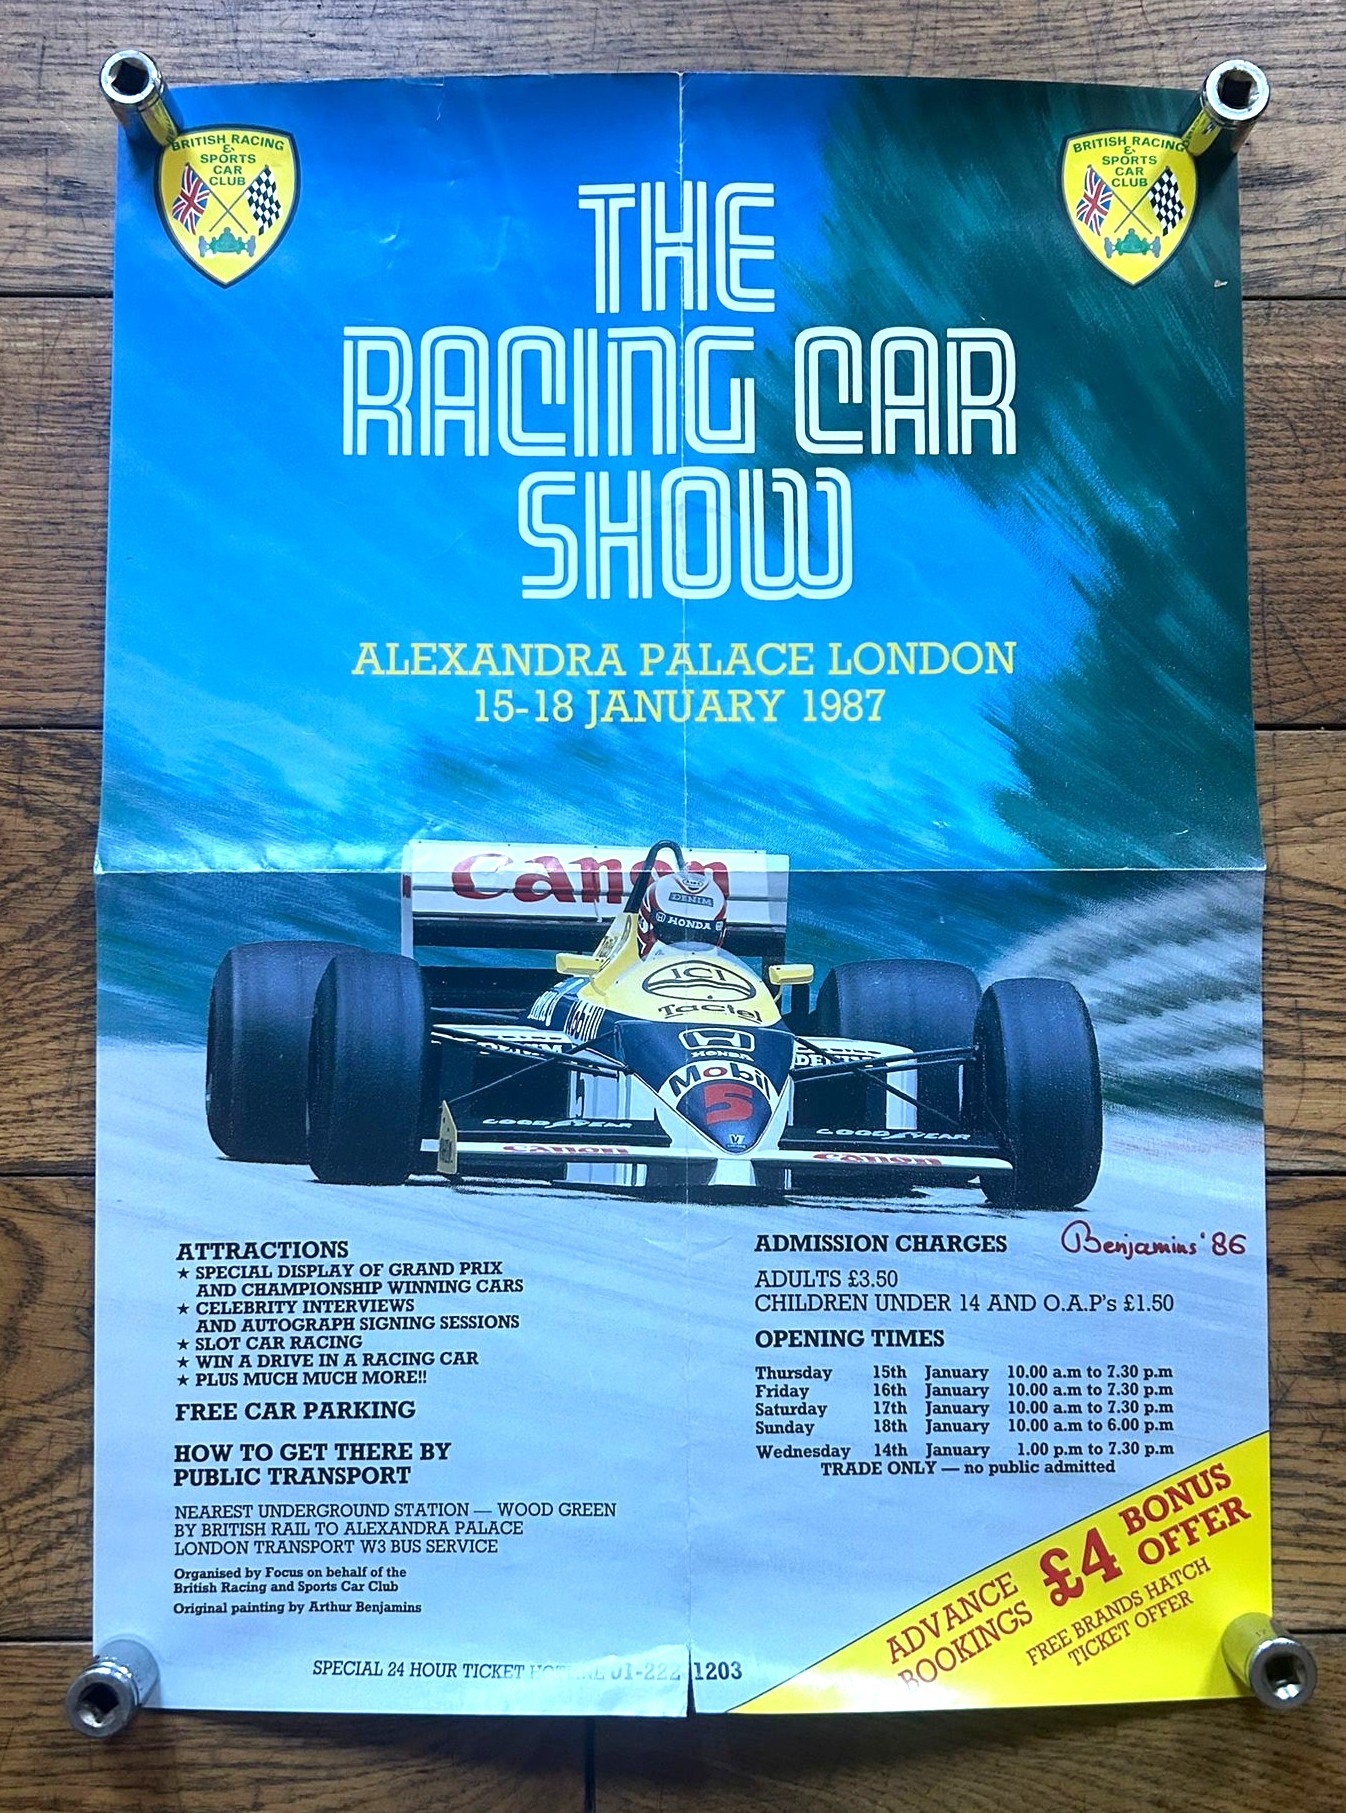 BRITISH RACING
&
SPORTS
CAR
CLUB
BRITISH RACING
&
SPORTS
CAR
CLUB
THE
RACING CAR
SHOW
ALEXANDRA PALACE LONDON
15-18 JANUARY 1987
Canon
DENIM
HONDA
ICI
Tactel
Mobil
HONDA
DENIM
DENIM
Mobil
5
5
GOODYEAR
GOODYEAR
Canon
Canon
Benjamins '86
ATTRACTIONS
★ SPECIAL DISPLAY OF GRAND PRIX
AND CHAMPIONSHIP WINNING CARS
★ CELEBRITY INTERVIEWS
AND AUTOGRAPH SIGNING SESSIONS
★ SLOT CAR RACING
★ WIN A DRIVE IN A RACING CAR
★ PLUS MUCH MUCH MORE!!
FREE CAR PARKING
HOW TO GET THERE BY
PUBLIC TRANSPORT
NEAREST UNDERGROUND STATION — WOOD GREEN
BY BRITISH RAIL TO ALEXANDRA PALACE
LONDON TRANSPORT W3 BUS SERVICE
Organised by Focus on behalf of the
British Racing and Sports Car Club
Original painting by Arthur Benjamins
ADMISSION CHARGES
ADULTS £3.50
CHILDREN UNDER 14 AND O.A.P's £1.50
OPENING TIMES
Thursday 15th January 10.00 a.m to 7.30 p.m
Friday 16th January 10.00 a.m to 7.30 p.m
Saturday 17th January 10.00 a.m to 7.30 p.m
Sunday 18th January 10.00 a.m to 6.00 p.m
Wednesday 14th January 1.00 p.m to 7.30 p.m
TRADE ONLY — no public admitted
SPECIAL 24 HOUR TICKET HOTLINE 01-222 1203
ADVANCE
BOOKINGS
£4
BONUS
OFFER
FREE BRANDS HATCH
TICKET OFFER